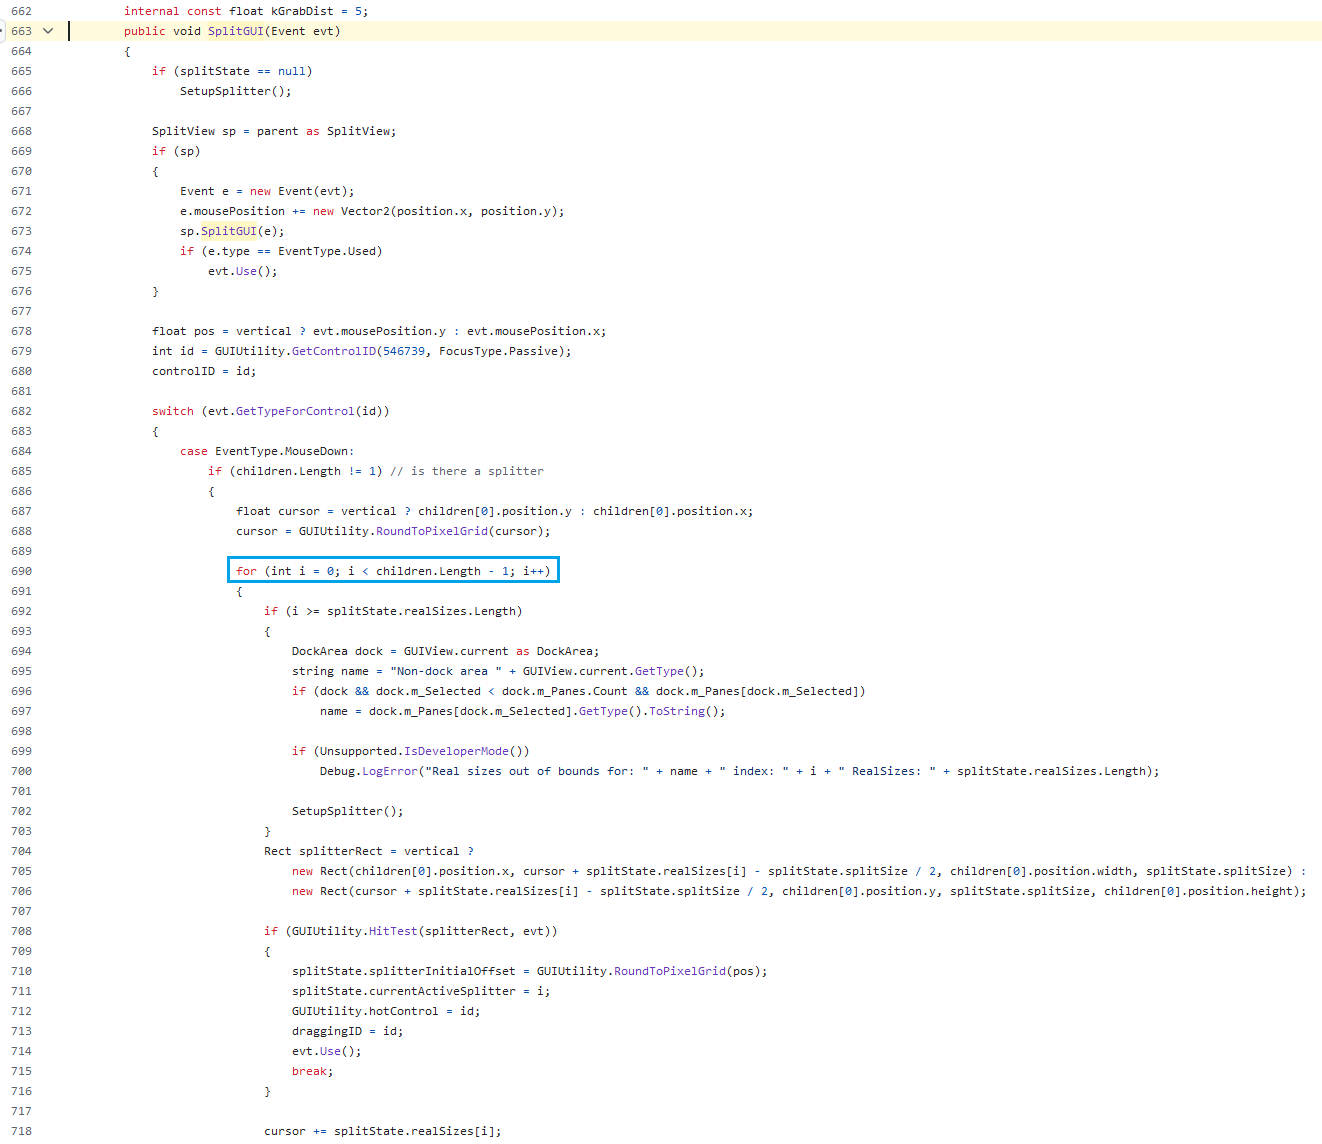 662 internal const float kGrabDist = 5;
663 public void SplitGUI(Event evt)
664 {
665 if (splitState == null)
666 SetupSplitter();
667
668 SplitView sp = parent as SplitView;
669 if (sp)
670 {
671 Event e = new Event(evt);
672 e.mousePosition += new Vector2(position.x, position.y);
673 sp.SplitGUI(e);
674 if (e.type == EventType.Used)
675 evt.Use();
676 }
677
678 float pos = vertical ? evt.mousePosition.y : evt.mousePosition.x;
679 int id = GUIUtility.GetControlID(546739, FocusType.Passive);
680 controlID = id;
681
682 switch (evt.GetTypeForControl(id))
683 {
684 case EventType.MouseDown:
685 if (children.Length != 1) // is there a splitter
686 {
687 float cursor = vertical ? children[0].position.y : children[0].position.x;
688 cursor = GUIUtility.RoundToPixelGrid(cursor);
689
690 for (int i = 0; i < children.Length - 1; i++)
691 {
692 if (i >= splitState.realSizes.Length)
693 {
694 DockArea dock = GUIView.current as DockArea;
695 string name = "Non-dock area " + GUIView.current.GetType();
696 if (dock && dock.m_Selected < dock.m_Panes.Count && dock.m_Panes[dock.m_Selected])
697 name = dock.m_Panes[dock.m_Selected].GetType().ToString();
698
699 if (Unsupported.IsDeveloperMode())
700 Debug.LogError("Real sizes out of bounds for: " + name + " index: " + i + " RealSizes: " + splitState.realSizes.Length);
701
702 SetupSplitter();
703 }
704 Rect splitterRect = vertical ?
705 new Rect(children[0].position.x, cursor + splitState.realSizes[i] - splitState.splitSize / 2, children[0].position.width, splitState.splitSize) :
706 new Rect(cursor + splitState.realSizes[i] - splitState.splitSize / 2, children[0].position.y, splitState.splitSize, children[0].position.height);
707
708 if (GUIUtility.HitTest(splitterRect, evt))
709 {
710 splitState.splitterInitialOffset = GUIUtility.RoundToPixelGrid(pos);
711 splitState.currentActiveSplitter = i;
712 GUIUtility.hotControl = id;
713 draggingID = id;
714 evt.Use();
715 break;
716 }
717
718 cursor += splitState.realSizes[i];